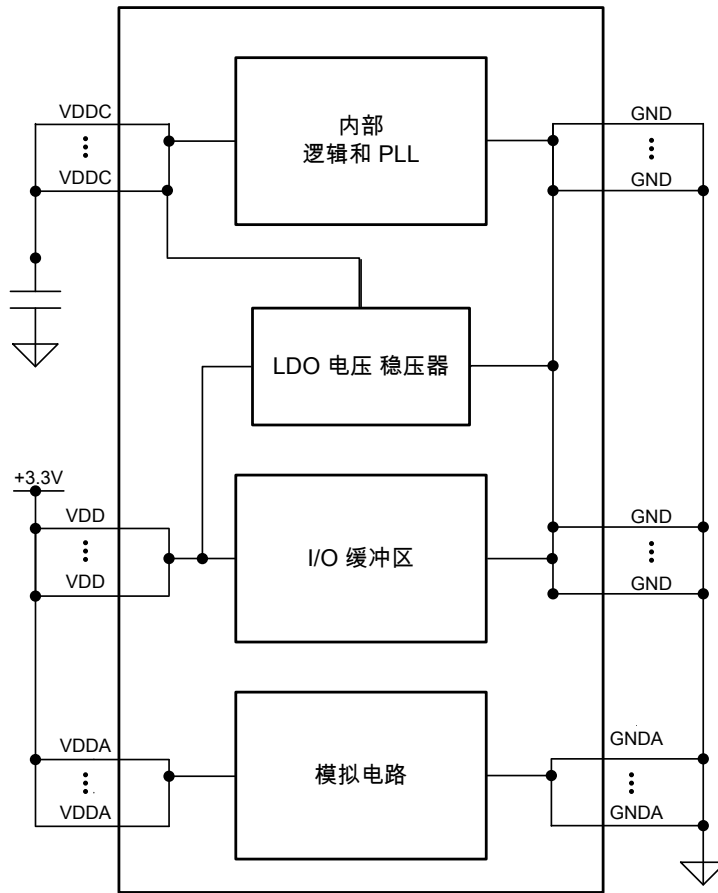 VDDC
VDDC
内部
逻辑和 PLL
GND
GND
LDO 电压 稳压器
+3.3V
VDD
VDD
I/O 缓冲区
GND
GND
VDDA
VDDA
模拟电路
GNDA
GNDA